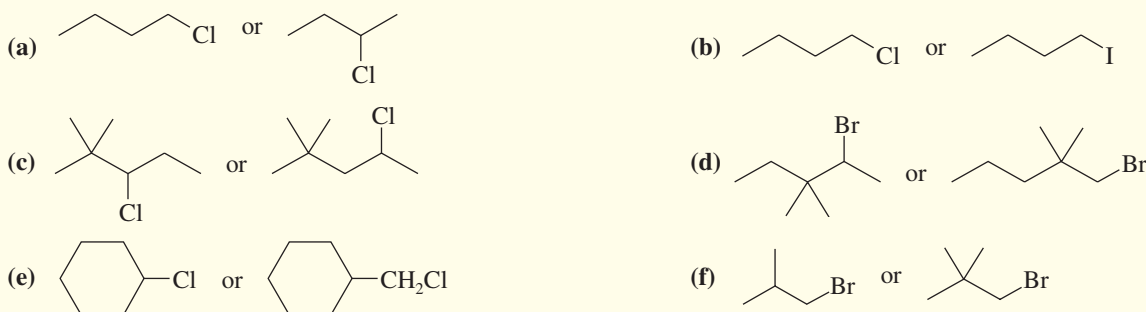 (a) Cl or Cl
(b) Cl or I
(c) Cl or Cl
(d) Br or Br
(e) Cl or CH₂Cl
(f) Br or Br